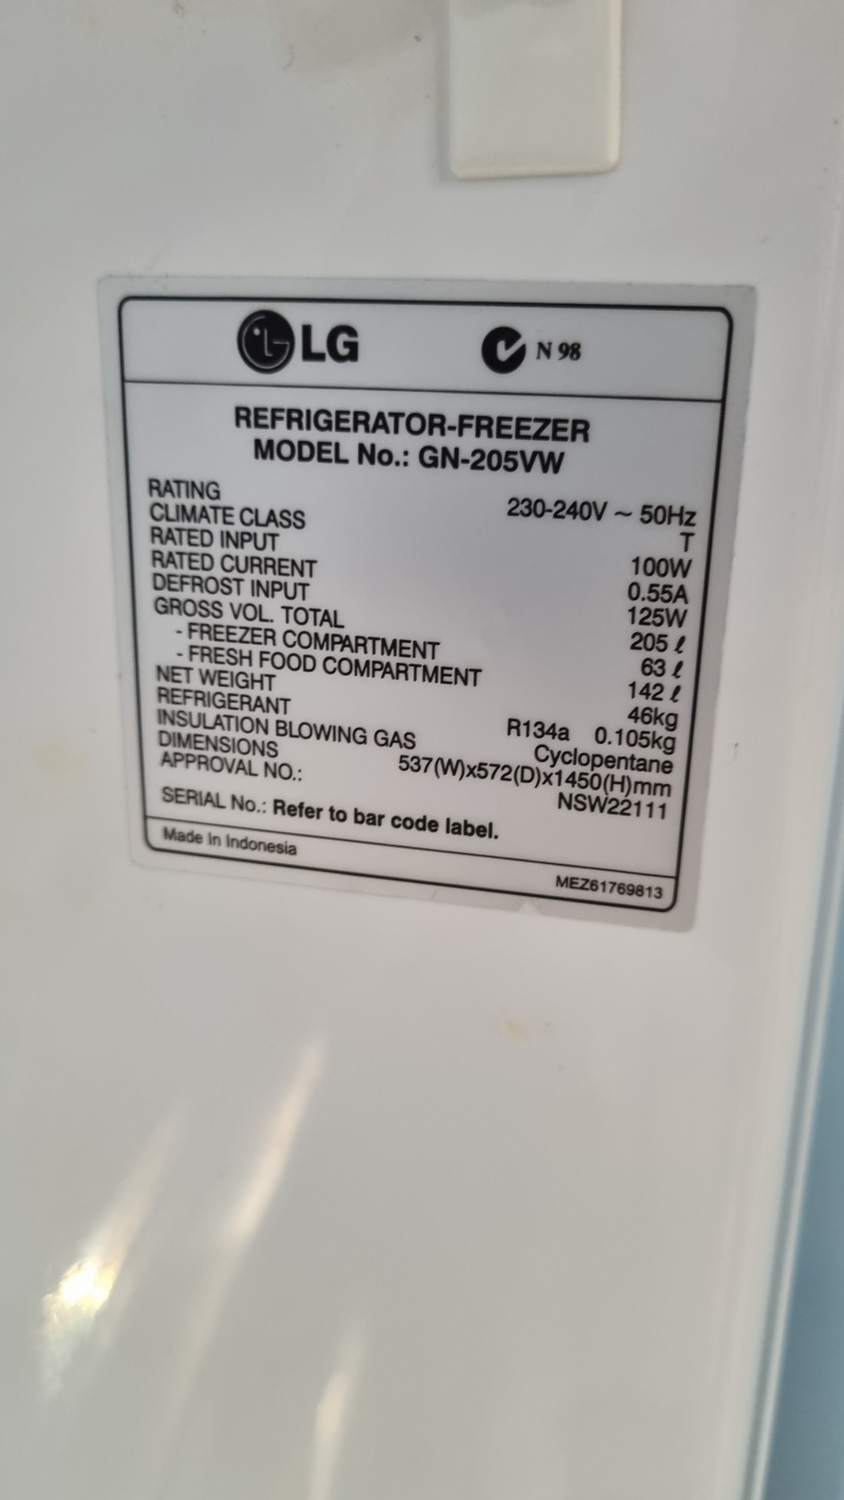 LG N 98
REFRIGERATOR-FREEZER
MODEL No.: GN-205VW
RATING 230-240V ~ 50Hz
CLIMATE CLASS T
RATED INPUT 100W
RATED CURRENT 0.55A
DEFROST INPUT 125W
GROSS VOL. TOTAL 205 ℓ
- FREEZER COMPARTMENT 63 ℓ
- FRESH FOOD COMPARTMENT 142 ℓ
NET WEIGHT 46kg
REFRIGERANT R134a 0.105kg
INSULATION BLOWING GAS Cyclopentane
DIMENSIONS 537(W)x572(D)x1450(H)mm
APPROVAL NO.: NSW22111
SERIAL No.: Refer to bar code label.
Made In Indonesia MEZ61769813